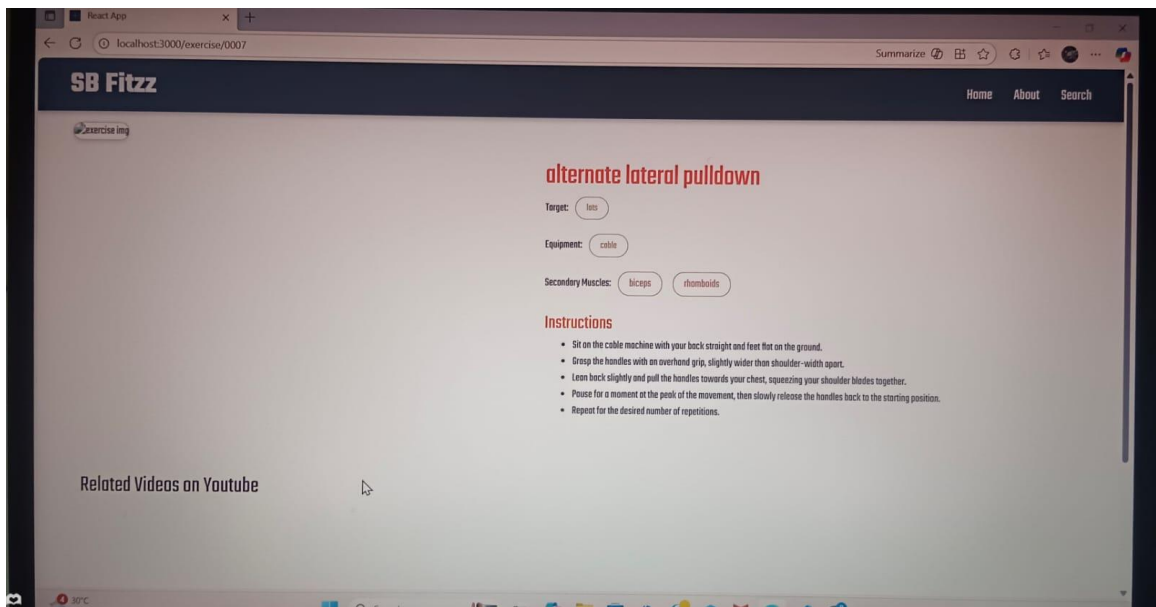 React App
localhost:3000/exercise/0007
Summarize
SB Fitzz
Home About Search
exercise img
alternate lateral pulldown
Target: lats
Equipment: cable
Secondary Muscles: biceps rhomboids
Instructions
• Sit on the cable machine with your back straight and feet flat on the ground.
• Grasp the handles with an overhand grip, slightly wider than shoulder-width apart.
• Lean back slightly and pull the handles towards your chest, squeezing your shoulder blades together.
• Pause for a moment at the peak of the movement, then slowly release the handles back to the starting position.
• Repeat for the desired number of repetitions.
Related Videos on Youtube
30°C